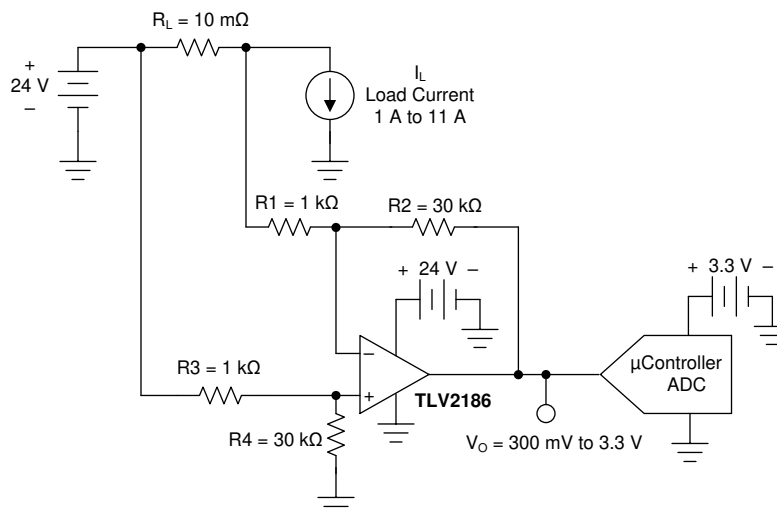 R_L = 10 mΩ
+
24 V
–
I_L
Load Current
1 A to 11 A
R1 = 1 kΩ
R2 = 30 kΩ
+ 24 V –
+ 3.3 V –
–
R3 = 1 kΩ
+
TLV2186
µController
ADC
R4 = 30 kΩ
V_O = 300 mV to 3.3 V